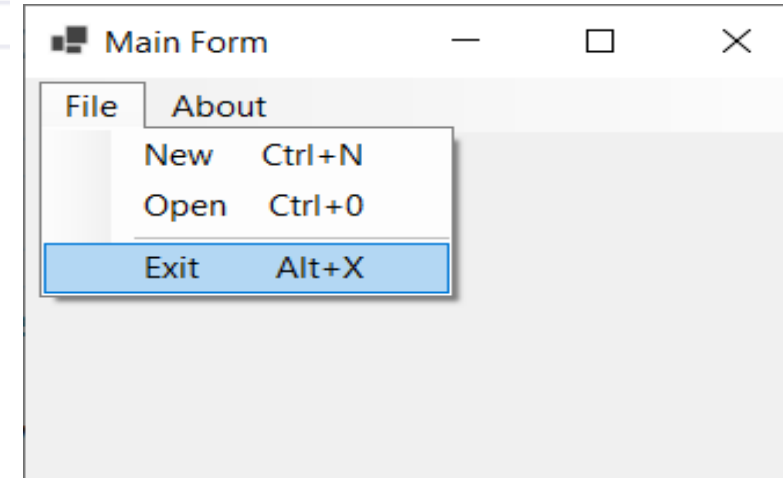 Main Form
File About
New Ctrl+N
Open Ctrl+0
Exit Alt+X